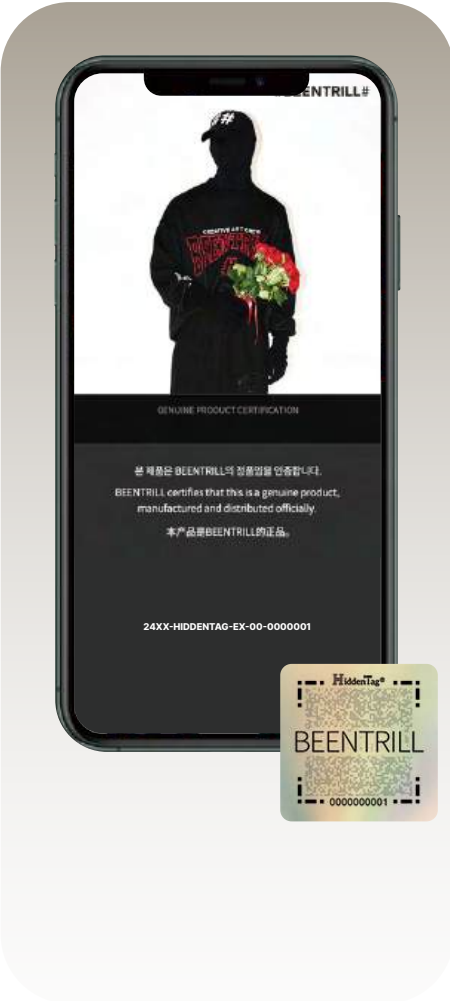 BEENTRILL#
#
CREATIVE ART CREW
BEENTRILL
#
GENUINE PRODUCT CERTIFICATION
본 제품은 BEENTRILL의 정품임을 인증합니다.
BEENTRILL certifies that this is a genuine product,
manufactured and distributed officially.
本产品是BEENTRILL的正品。
24XX-HIDDENTAG-EX-00-0000001
HiddenTag®
BEENTRILL
0000000001